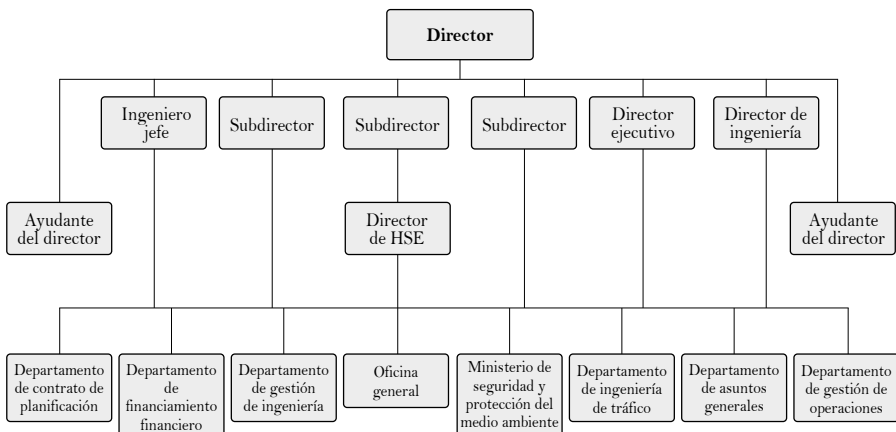 Director
Ingeniero
jefe
Subdirector
Subdirector
Subdirector
Director
ejecutivo
Director de
ingeniería
Ayudante
del director
Director
de HSE
Ayudante
del director
Departamento
de contrato de
planificación
Departamento
de
financiamiento
financiero
Departamento
de gestión
de ingeniería
Oficina
general
Ministerio de
seguridad y
protección del
medio ambiente
Departamento
de ingeniería
de tráfico
Departamento
de asuntos
generales
Departamento
de gestión de
operaciones